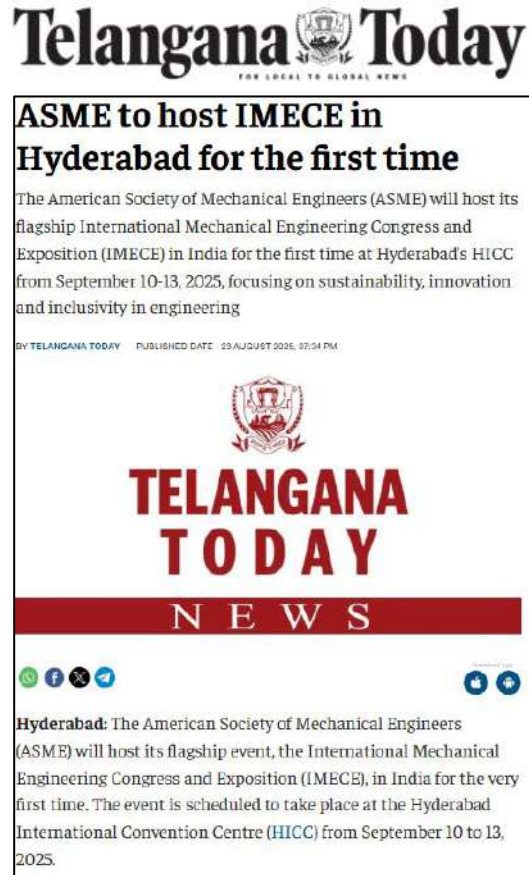 Telangana Today
FOR LOCAL TO GLOBAL NEWS
ASME to host IMECE in
Hyderabad for the first time
The American Society of Mechanical Engineers (ASME) will host its
flagship International Mechanical Engineering Congress and
Exposition (IMECE) in India for the first time at Hyderabad's HICC
from September 10-13, 2025, focusing on sustainability, innovation
and inclusivity in engineering
BY TELANGANA TODAY PUBLISHED DATE - 23 AUGUST 2025, 07:34 PM
TELANGANA
TODAY
NEWS
Hyderabad: The American Society of Mechanical Engineers
(ASME) will host its flagship event, the International Mechanical
Engineering Congress and Exposition (IMECE), in India for the very
first time. The event is scheduled to take place at the Hyderabad
International Convention Centre (HICC) from September 10 to 13,
2025.